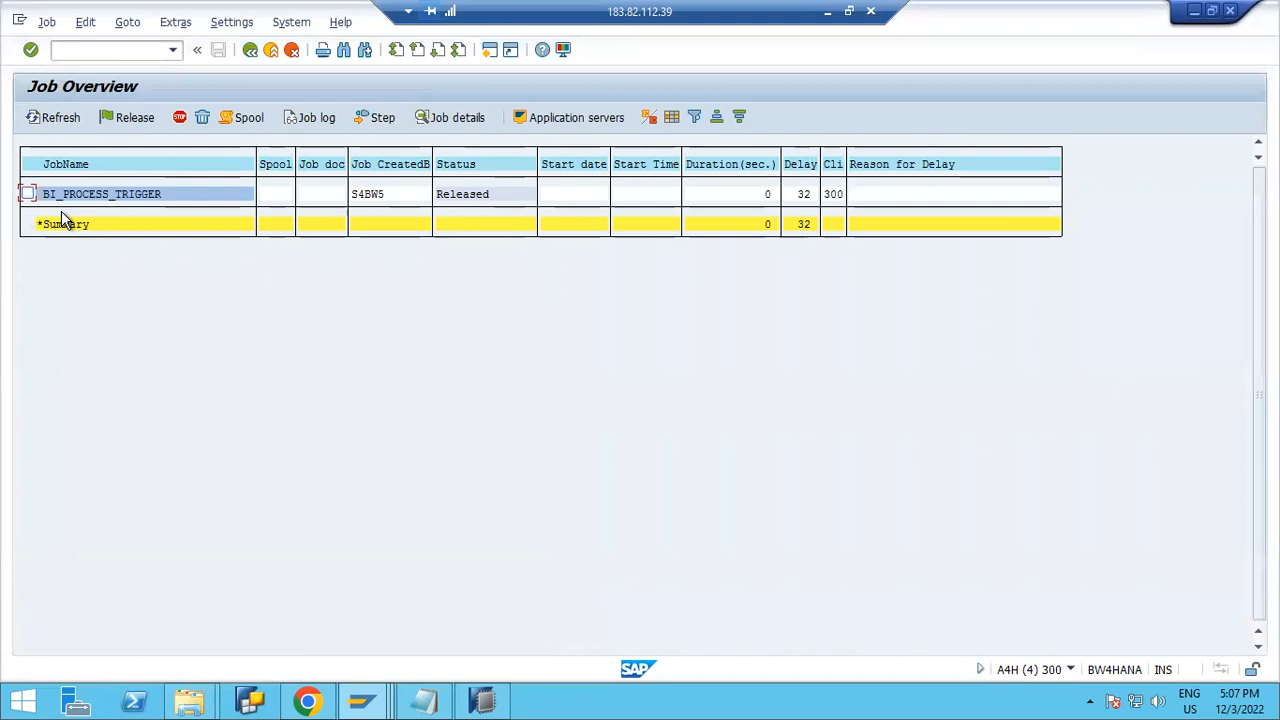 183.82.112.39
Job Edit Goto Extras Settings System Help
Job Overview
Refresh Release STOP Spool Job log Step Job details Application servers
JobName Spool Job doc Job CreatedB Status Start date Start Time Duration(sec.) Delay Cli Reason for Delay
BI_PROCESS_TRIGGER S4BW5 Released 0 32 300
*Summary 0 32
SAP A4H (4) 300 BW4HANA INS
ENG 5:07 PM
US 12/3/2022